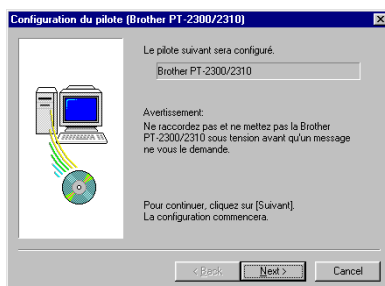 Configuration du pilote (Brother PT-2300/2310)
Le pilote suivant sera configuré.
Brother PT-2300/2310
Avertissement:
Ne raccordez pas et ne mettez pas la Brother
PT-2300/2310 sous tension avant qu'un message
ne vous le demande.
Pour continuer, cliquez sur [Suivant].
La configuration commencera.
< Back
Next >
Cancel